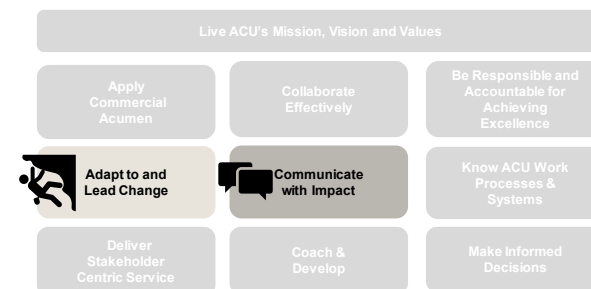 Live ACU's Mission, Vision and Values
Apply
Commercial
Acumen
Collaborate
Effectively
Be Responsible and
Accountable for
Achieving
Excellence
Adapt to and
Lead Change
Communicate
with Impact
Know ACU Work
Processes &
Systems
Deliver
Stakeholder
Centric Service
Coach &
Develop
Make Informed
Decisions